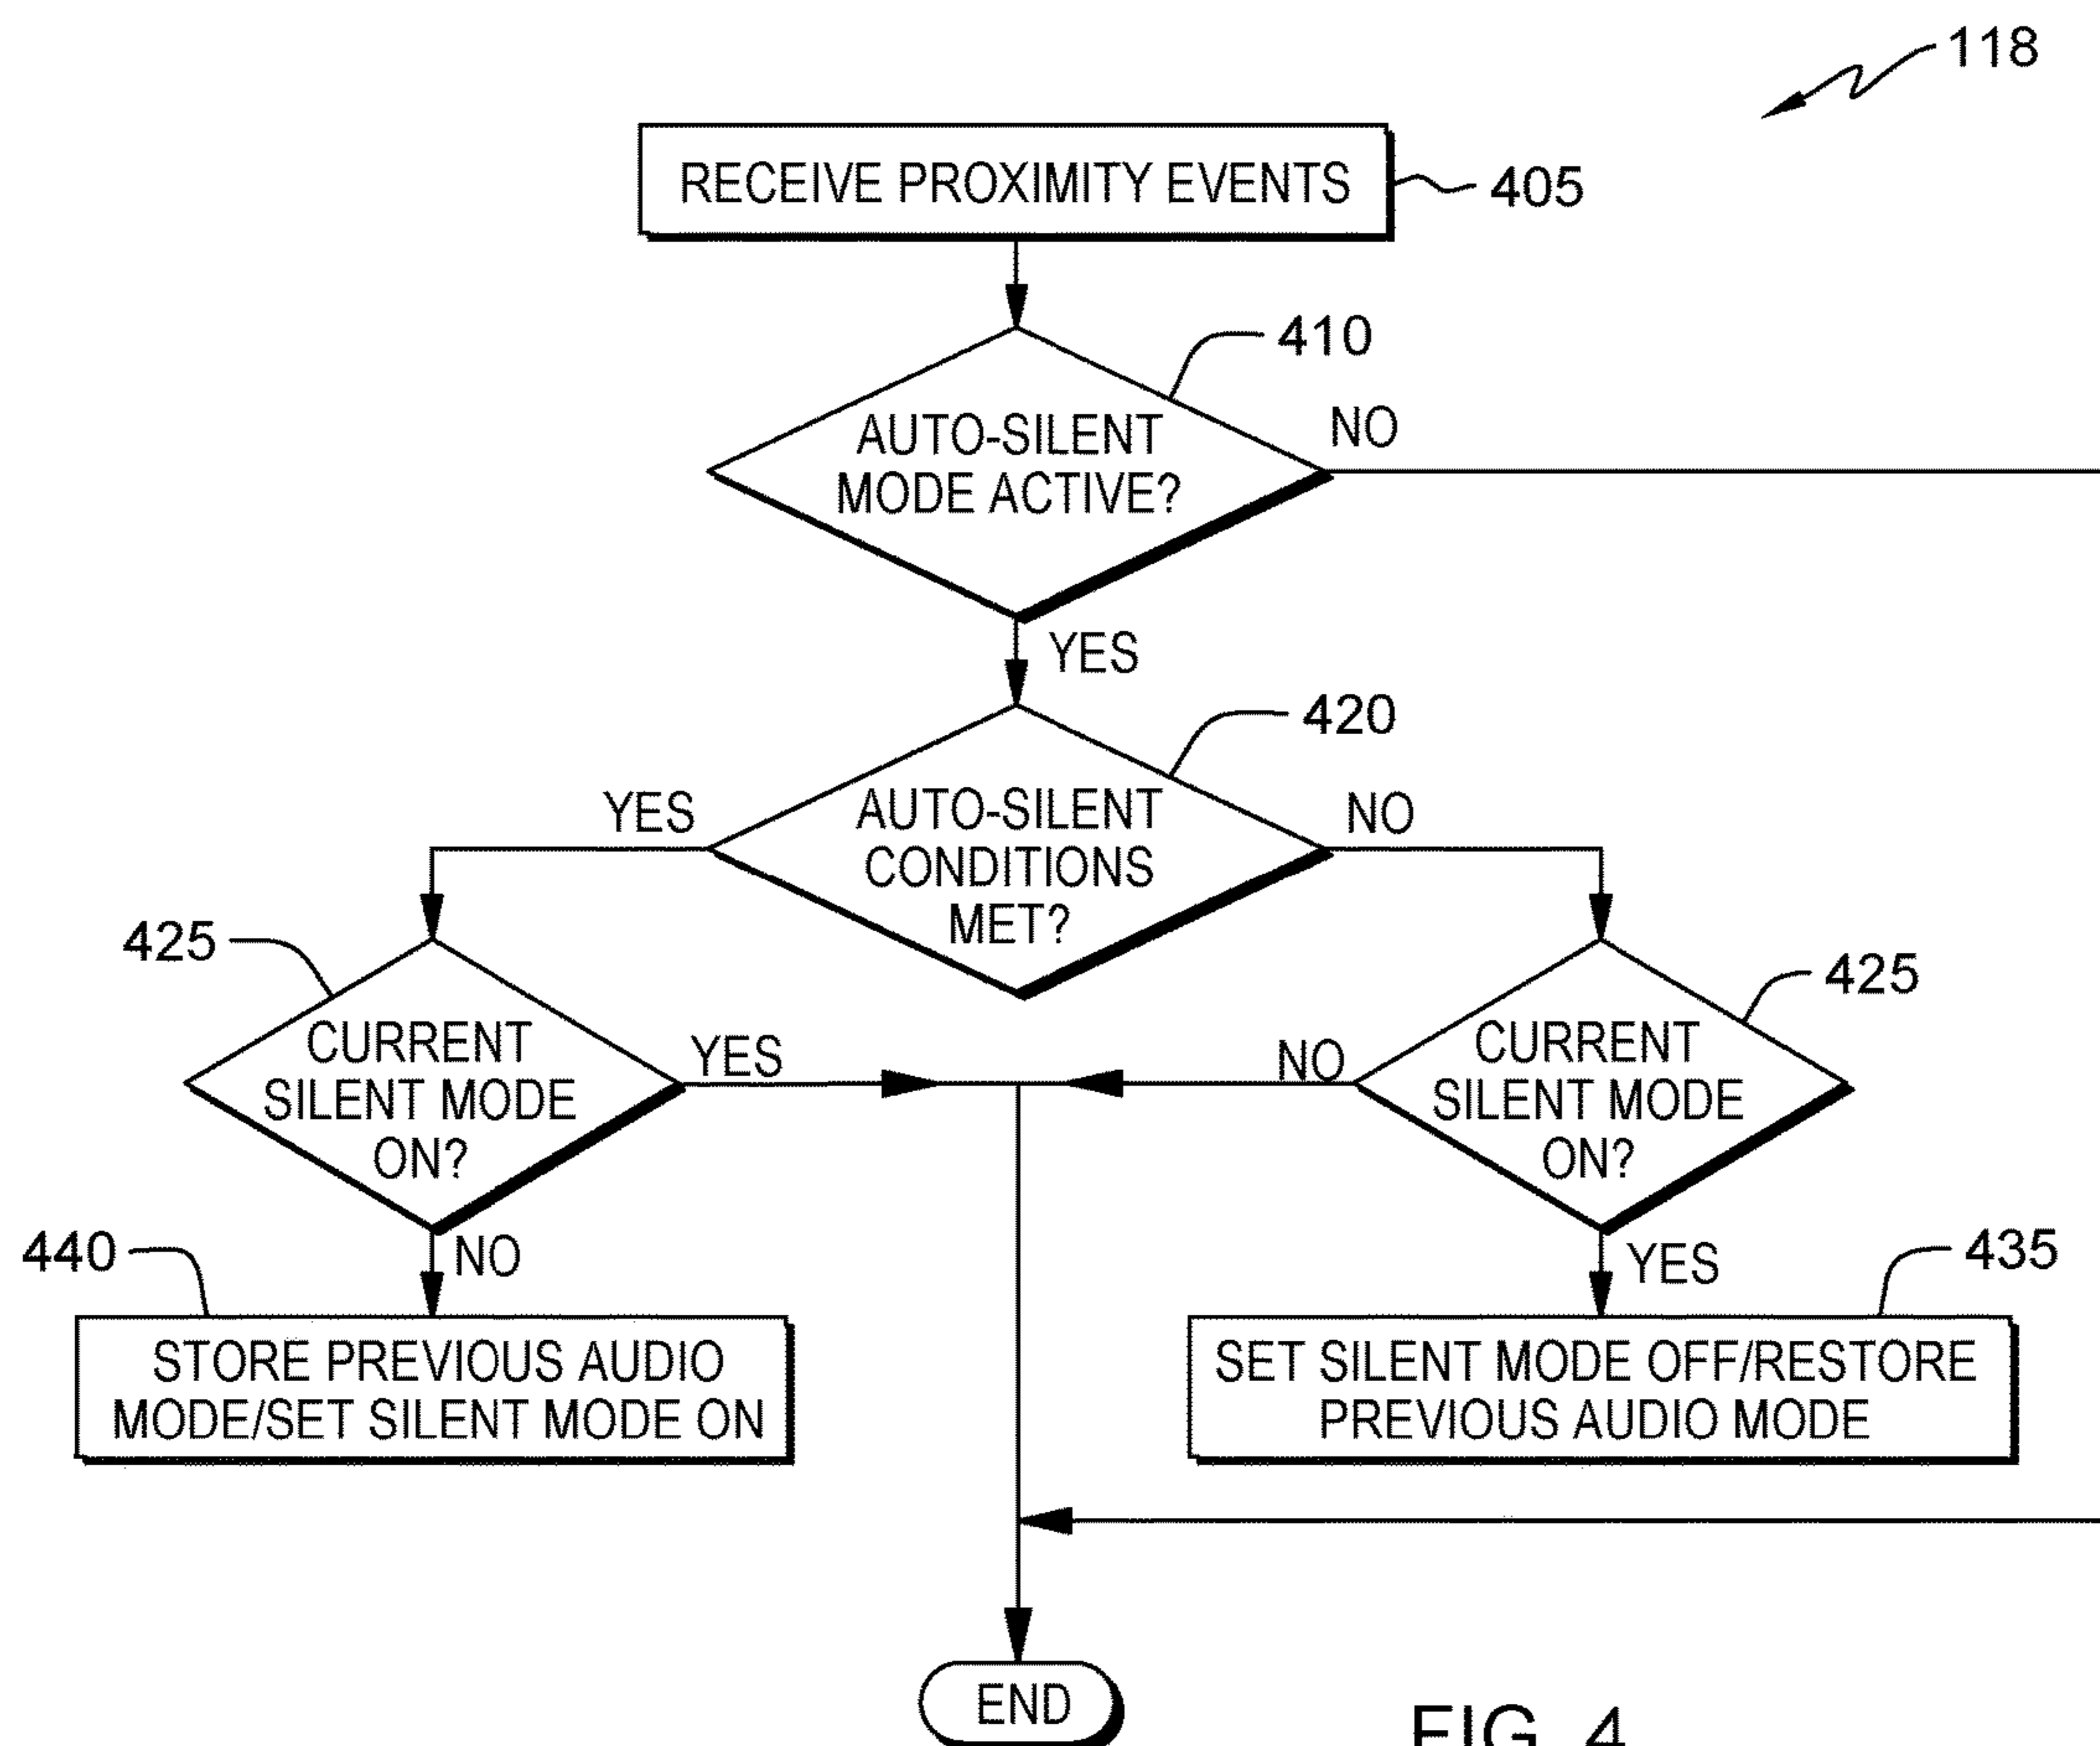 118
RECEIVE PROXIMITY EVENTS
405
410
AUTO-SILENT
MODE ACTIVE?
NO
YES
420
YES
AUTO-SILENT
CONDITIONS
MET?
NO
425
CURRENT
SILENT MODE
ON?
YES
NO
425
CURRENT
SILENT MODE
ON?
NO
YES
440
STORE PREVIOUS AUDIO
MODE/SET SILENT MODE ON
435
SET SILENT MODE OFF/RESTORE
PREVIOUS AUDIO MODE
END
FIG. 4